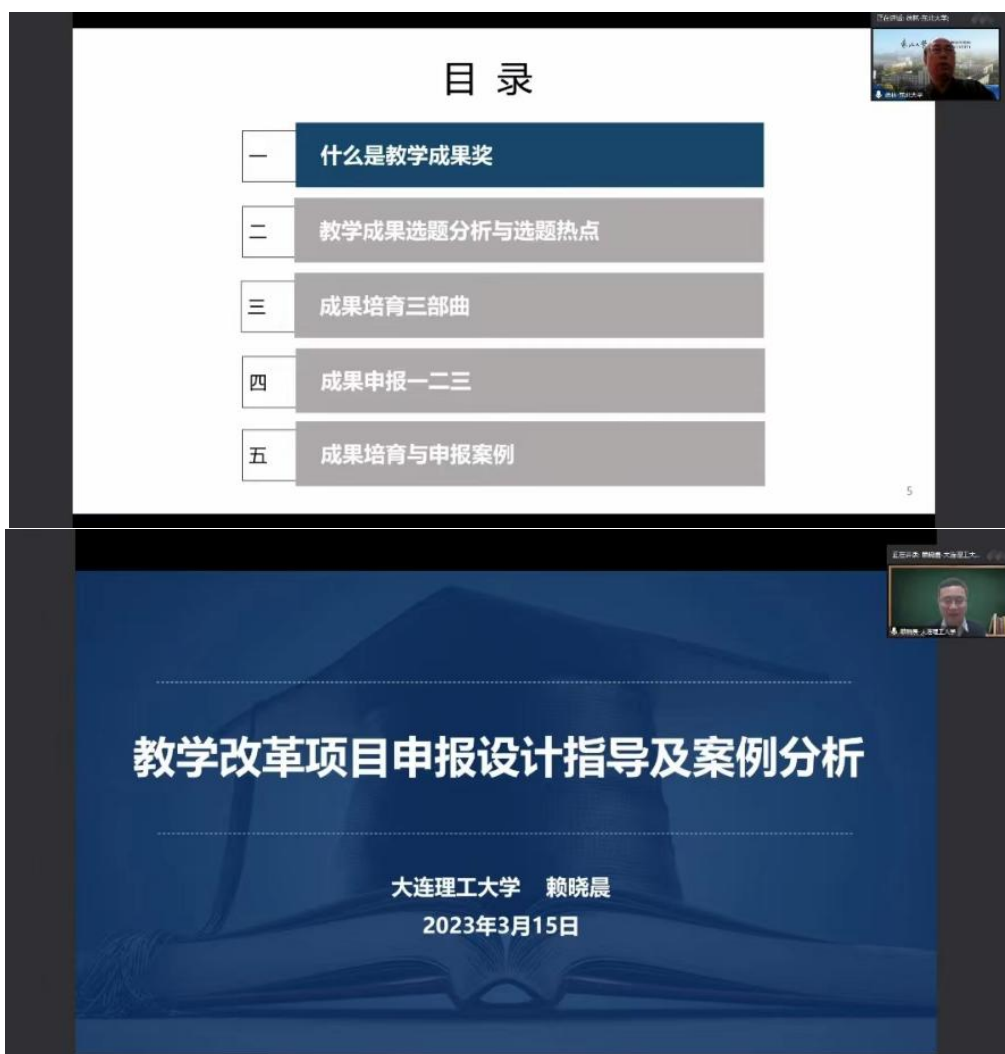 目 录
一 什么是教学成果奖
二 教学成果选题分析与选题热点
三 成果培育三部曲
四 成果申报一二三
五 成果培育与申报案例
5
教学改革项目申报设计指导及案例分析
大连理工大学 赖晓晨
2023年3月15日